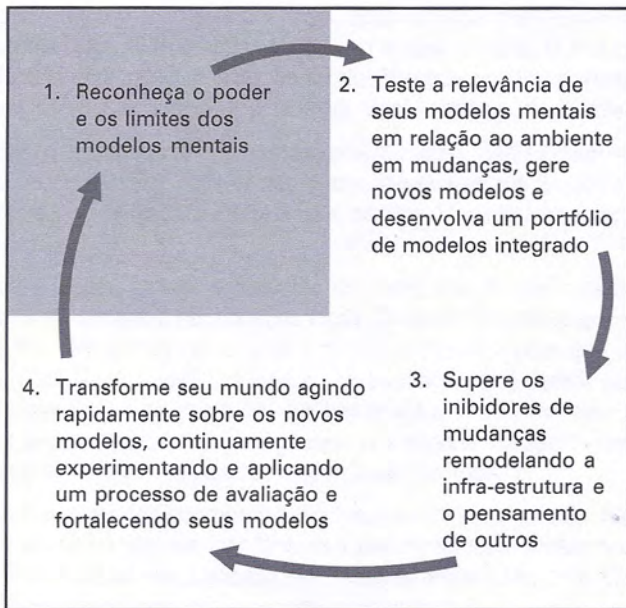 1. Reconheça o poder
e os limites dos
modelos mentais
2. Teste a relevância de
seus modelos mentais
em relação ao ambiente
em mudanças, gere
novos modelos e
desenvolva um portfólio
de modelos integrado
3. Supere os
inibidores de
mudanças
remodelando a
infra-estrutura e
o pensamento
de outros
4. Transforme seu mundo agindo
rapidamente sobre os novos
modelos, continuamente
experimentando e aplicando
um processo de avaliação e
fortalecendo seus modelos